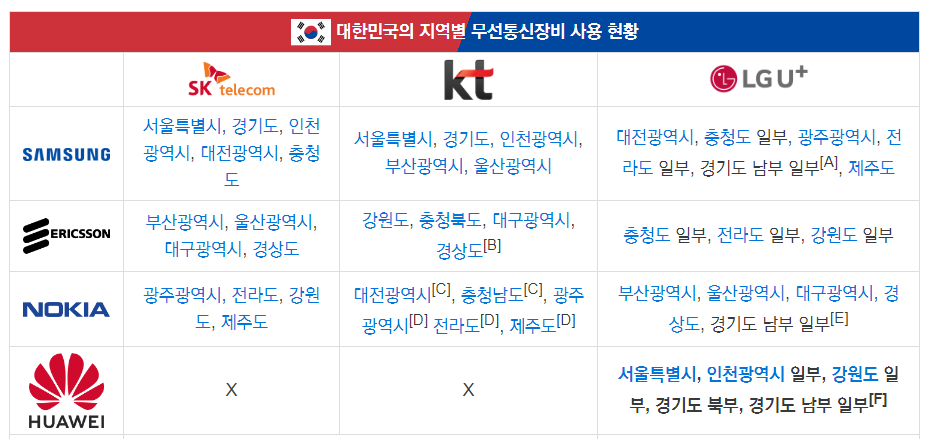 대한민국의 지역별 무선통신장비 사용 현황
SK telecom
kt
LG U+
SAMSUNG
서울특별시, 경기도, 인천
광역시, 대전광역시, 충청
도
서울특별시, 경기도, 인천광역시,
부산광역시, 울산광역시
대전광역시, 충청도 일부, 광주광역시, 전
라도 일부, 경기도 남부 일부[A], 제주도
ERICSSON
부산광역시, 울산광역시,
대구광역시, 경상도
강원도, 충청북도, 대구광역시,
경상도[B]
충청도 일부, 전라도 일부, 강원도 일부
NOKIA
광주광역시, 전라도, 강원
도, 제주도
대전광역시[C], 충청남도[C], 광주
광역시[D] 전라도[D], 제주도[D]
부산광역시, 울산광역시, 대구광역시, 경
상도, 경기도 남부 일부[E]
HUAWEI
X
X
서울특별시, 인천광역시 일부, 강원도 일
부, 경기도 북부, 경기도 남부 일부[F]